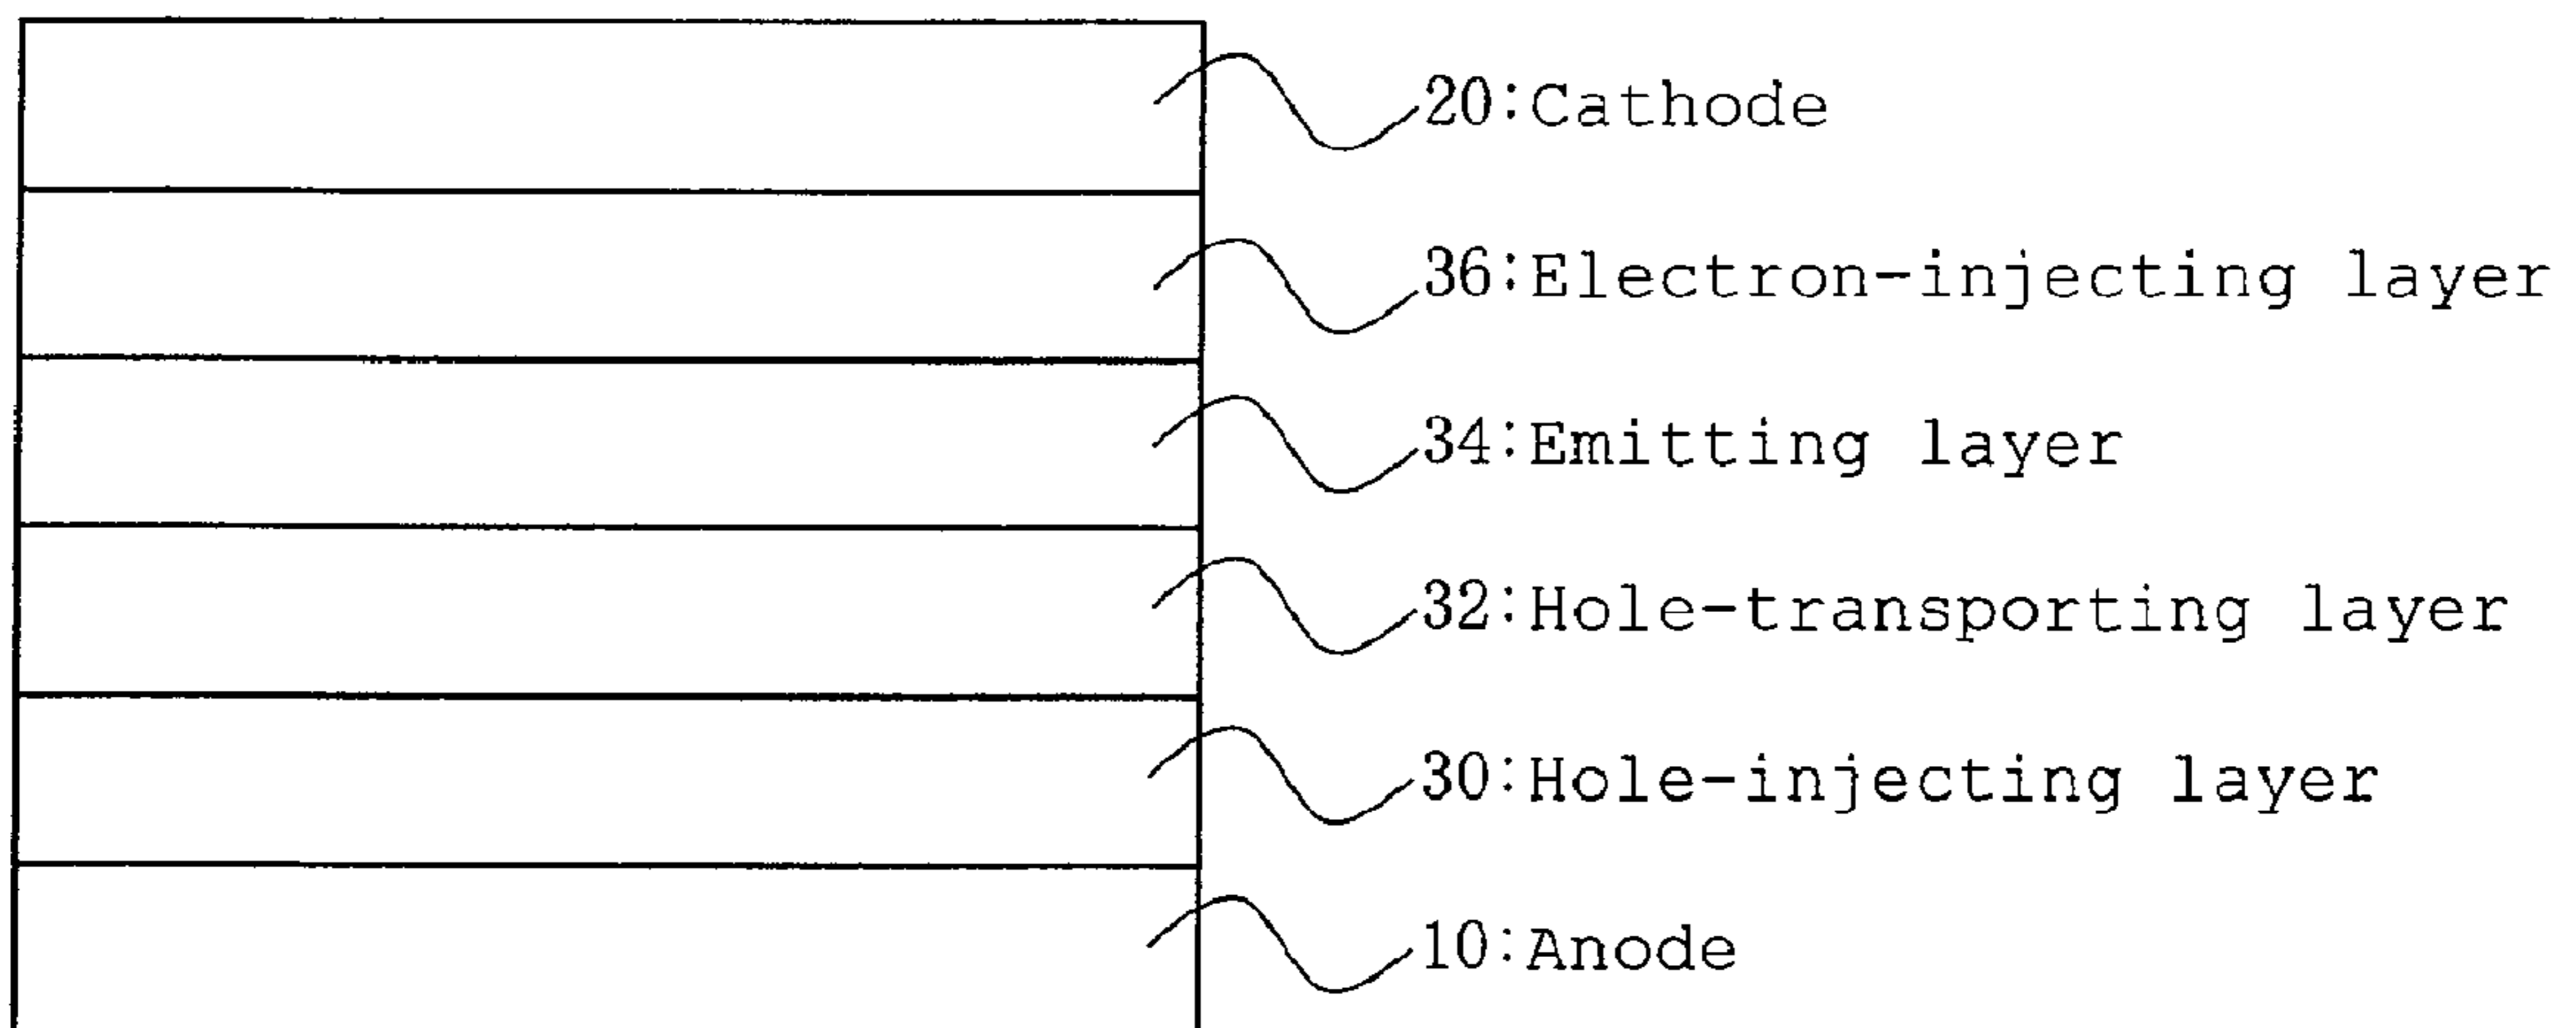 20:Cathode
36:Electron-injecting layer
34:Emitting layer
32:Hole-transporting layer
30:Hole-injecting layer
10:Anode